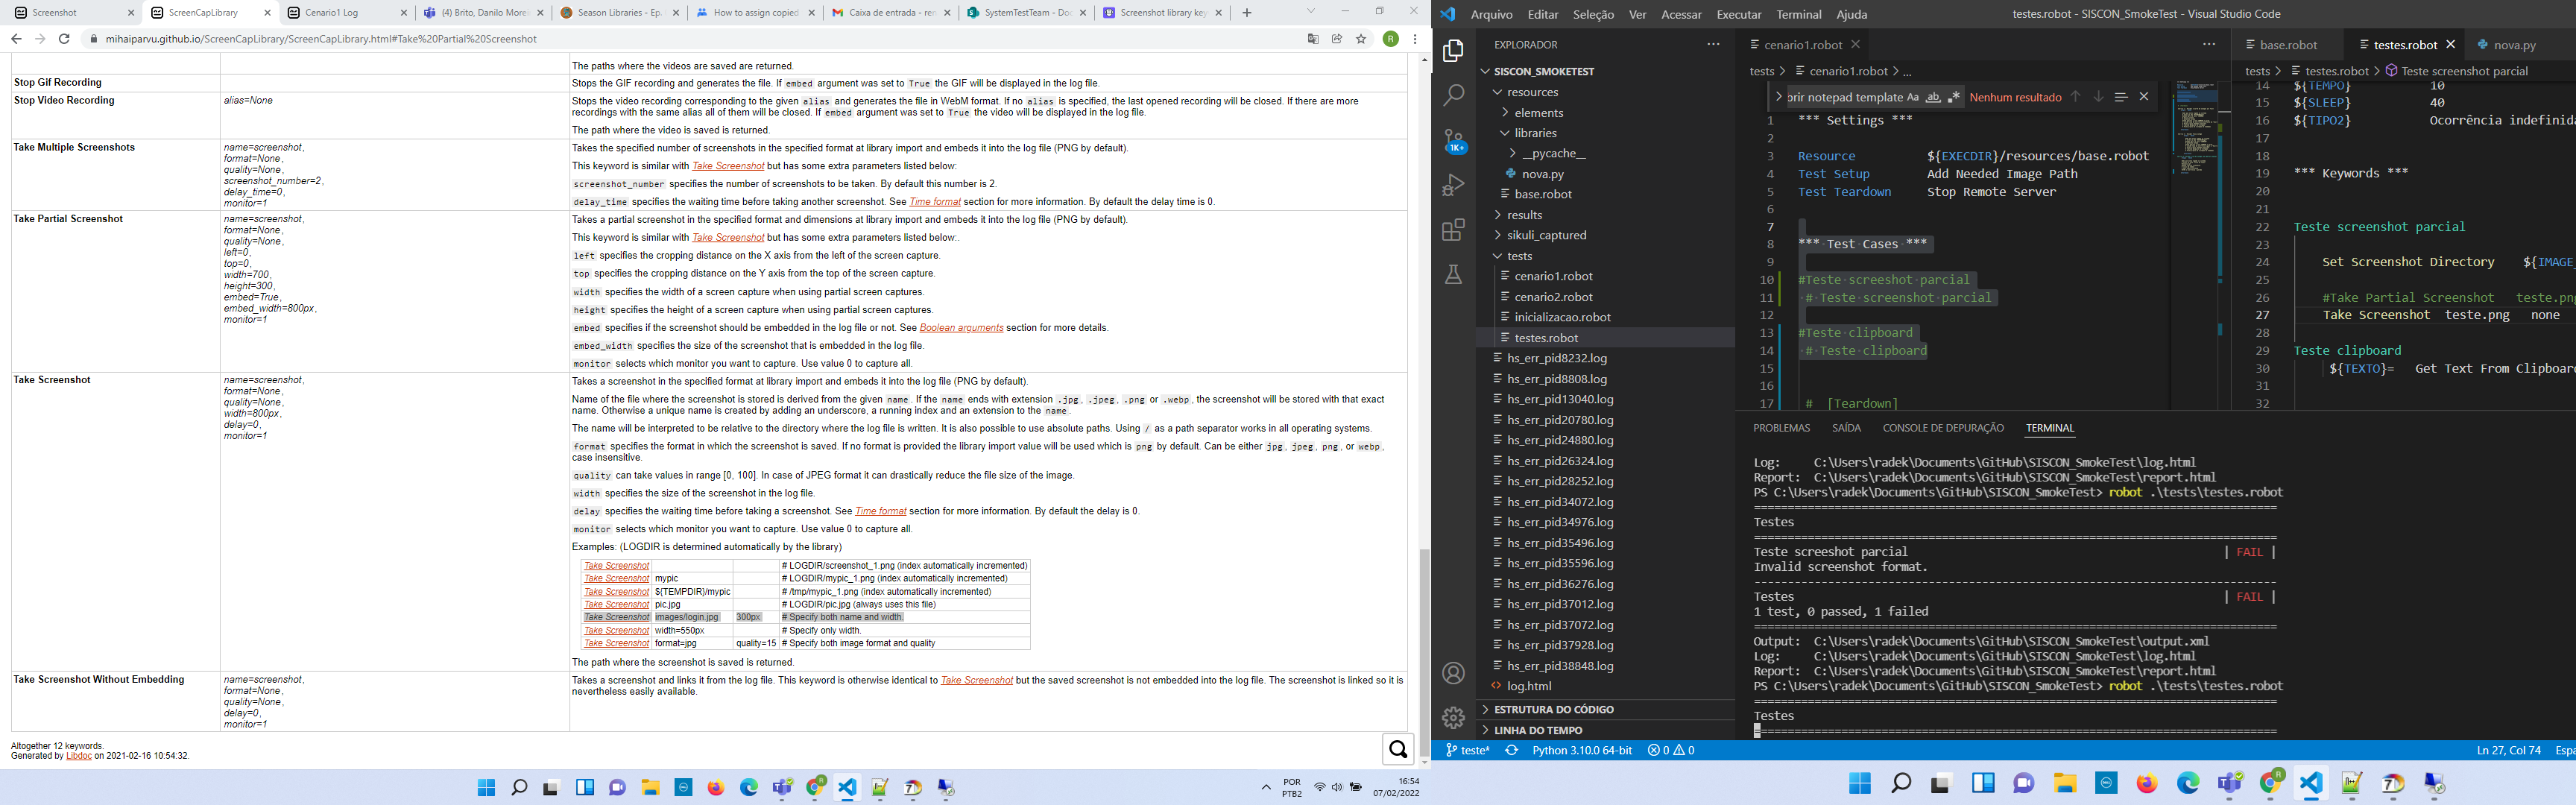 Screenshot
ScreenCapLibrary
Cenario1 Log
(4) Brito, Danilo More
Season Libraries - Ep.
How to assign copied
Caixa de entrada - ren
SystemTestTeam - Doc
Screenshot library key
mihaiparvu.github.io/ScreenCapLibrary/ScreenCapLibrary.html#Take%20Partial%20Screenshot
The paths where the videos are saved are returned.
Stop Gif Recording
Stops the GIF recording and generates the file. If embed argument was set to True the GIF will be displayed in the log file.
Stop Video Recording
alias=None
Stops the video recording corresponding to the given alias and generates the file in WebM format. If no alias is specified, the last opened recording will be closed. If there are more
recordings with the same alias all of them will be closed. If embed argument was set to True the video will be displayed in the log file.
The path where the video is saved is returned.
Take Multiple Screenshots
name=screenshot,
format=None,
quality=None,
screenshot_number=2,
delay_time=0,
monitor=1
Takes the specified number of screenshots in the specified format at library import and embeds it into the log file (PNG by default).
This keyword is similar with Take Screenshot but has some extra parameters listed below:
screenshot_number specifies the number of screenshots to be taken. By default this number is 2.
delay_time specifies the waiting time before taking another screenshot. See Time format section for more information. By default the delay time is 0.
Take Partial Screenshot
name=screenshot,
format=None,
quality=None,
left=0,
top=0,
width=700,
height=300,
embed=True,
embed_width=800px,
monitor=1
Takes a partial screenshot in the specified format and dimensions at library import and embeds it into the log file (PNG by default).
This keyword is similar with Take Screenshot but has some extra parameters listed below:.
left specifies the cropping distance on the X axis from the left of the screen capture.
top specifies the cropping distance on the Y axis from the top of the screen capture.
width specifies the width of a screen capture when using partial screen captures.
height specifies the height of a screen capture when using partial screen captures.
embed specifies if the screenshot should be embedded in the log file or not. See Boolean arguments section for more details.
embed_width specifies the size of the screenshot that is embedded in the log file.
monitor selects which monitor you want to capture. Use value 0 to capture all.
Take Screenshot
name=screenshot,
format=None,
quality=None,
width=800px,
delay=0,
monitor=1
Takes a screenshot in the specified format at library import and embeds it into the log file (PNG by default).
Name of the file where the screenshot is stored is derived from the given name. If the name ends with extension .jpg, .jpeg, .png or .webp, the screenshot will be stored with that exact
name. Otherwise a unique name is created by adding an underscore, a running index and an extension to the name.
The name will be interpreted to be relative to the directory where the log file is written. It is also possible to use absolute paths. Using / as a path separator works in all operating systems.
format specifies the format in which the screenshot is saved. If no format is provided the library import value will be used which is png by default. Can be either jpg, jpeg, png, or webp,
case insensitive.
quality can take values in range [0, 100]. In case of JPEG format it can drastically reduce the file size of the image.
width specifies the size of the screenshot in the log file.
delay specifies the waiting time before taking a screenshot. See Time format section for more information. By default the delay is 0.
monitor selects which monitor you want to capture. Use value 0 to capture all.
Examples: (LOGDIR is determined automatically by the library)
Take Screenshot # LOGDIR/screenshot_1.png (index automatically incremented)
Take Screenshot mypic # LOGDIR/mypic_1.png (index automatically incremented)
Take Screenshot ${TEMPDIR}/mypic # /tmp/mypic_1.png (index automatically incremented)
Take Screenshot pic.jpg # LOGDIR/pic.jpg (always uses this file)
Take Screenshot images/login.jpg 300px # Specify both name and width.
Take Screenshot width=550px # Specify only width.
Take Screenshot format=jpg quality=15 # Specify both image format and quality
The path where the screenshot is saved is returned.
Take Screenshot Without Embedding
name=screenshot,
format=None,
quality=None,
delay=0,
monitor=1
Takes a screenshot and links it from the log file. This keyword is otherwise identical to Take Screenshot but the saved screenshot is not embedded into the log file. The screenshot is linked so it is
nevertheless easily available.
Altogether 12 keywords.
Generated by Libdoc on 2021-02-16 10:54:32.
POR
PTB2
16:54
07/02/2022
Arquivo Editar Seleção Ver Acessar Executar Terminal Ajuda
testes.robot - SISCON_SmokeTest - Visual Studio Code
EXPLORADOR
SISCON_SMOKETEST
resources
elements
libraries
__pycache__
nova.py
base.robot
results
sikuli_captured
tests
cenario1.robot
cenario2.robot
inicializacao.robot
testes.robot
hs_err_pid8232.log
hs_err_pid8808.log
hs_err_pid13040.log
hs_err_pid20780.log
hs_err_pid24880.log
hs_err_pid26324.log
hs_err_pid28252.log
hs_err_pid34072.log
hs_err_pid34976.log
hs_err_pid35496.log
hs_err_pid35596.log
hs_err_pid36276.log
hs_err_pid37012.log
hs_err_pid37072.log
hs_err_pid37928.log
hs_err_pid38848.log
log.html
ESTRUTURA DO CÓDIGO
LINHA DO TEMPO
1K+
cenario1.robot
tests > cenario1.robot > ...
orir notepad template Aa ab Nenhum resultado
1 *** Settings ***
2
3 Resource ${EXECDIR}/resources/base.robot
4 Test Setup Add Needed Image Path
5 Test Teardown Stop Remote Server
6
7
8 *** Test Cases ***
9
10 #Teste screeshot parcial
11 # Teste screenshot parcial
12
13 #Teste clipboard
14 # Teste clipboard
15
16
17 # [Teardown]
base.robot
testes.robot
nova.py
tests > testes.robot > Teste screenshot parcial
14 ${TEMPO} 10
15 ${SLEEP} 40
16 ${TIPO2} Ocorrência indefinida
17
18
19 *** Keywords ***
20
21
22 Teste screenshot parcial
23
24 Set Screenshot Directory ${IMAGE_
25
26 #Take Partial Screenshot teste.png
27 Take Screenshot teste.png none
28
29 Teste clipboard
30 ${TEXTO}= Get Text From Clipboard
31
32
PROBLEMAS SAÍDA CONSOLE DE DEPURAÇÃO TERMINAL
Log: C:\Users\radek\Documents\GitHub\SISCON_SmokeTest\log.html
Report: C:\Users\radek\Documents\GitHub\SISCON_SmokeTest\report.html
PS C:\Users\radek\Documents\GitHub\SISCON_SmokeTest> robot .\tests\testes.robot
==============================================================================
Testes
==============================================================================
Teste screeshot parcial | FAIL |
Invalid screenshot format.
------------------------------------------------------------------------------
Testes | FAIL |
1 test, 0 passed, 1 failed
==============================================================================
Output: C:\Users\radek\Documents\GitHub\SISCON_SmokeTest\output.xml
Log: C:\Users\radek\Documents\GitHub\SISCON_SmokeTest\log.html
Report: C:\Users\radek\Documents\GitHub\SISCON_SmokeTest\report.html
PS C:\Users\radek\Documents\GitHub\SISCON_SmokeTest> robot .\tests\testes.robot
==============================================================================
Testes
==============================================================================
teste* Python 3.10.0 64-bit 0 0
Ln 27, Col 74 Espa